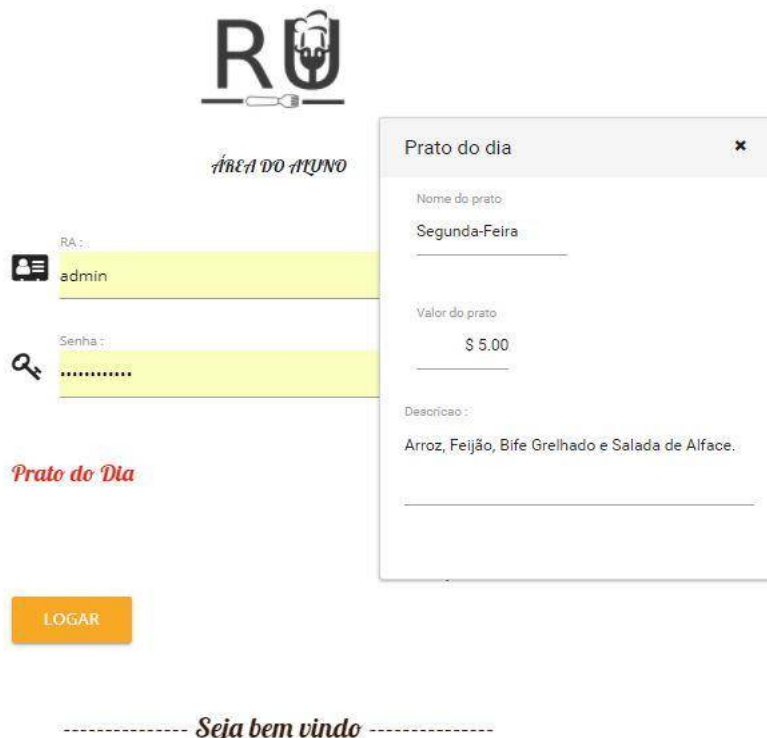 RU
ÁREA DO ALUNO
RA :
admin
Senha :
............
Prato do Dia
LOGAR
Prato do dia
×
Nome do prato
Segunda-Feira
Valor do prato
$ 5.00
Descricao :
Arroz, Feijão, Bife Grelhado e Salada de Alface.
--------------- Seja bem vindo ---------------